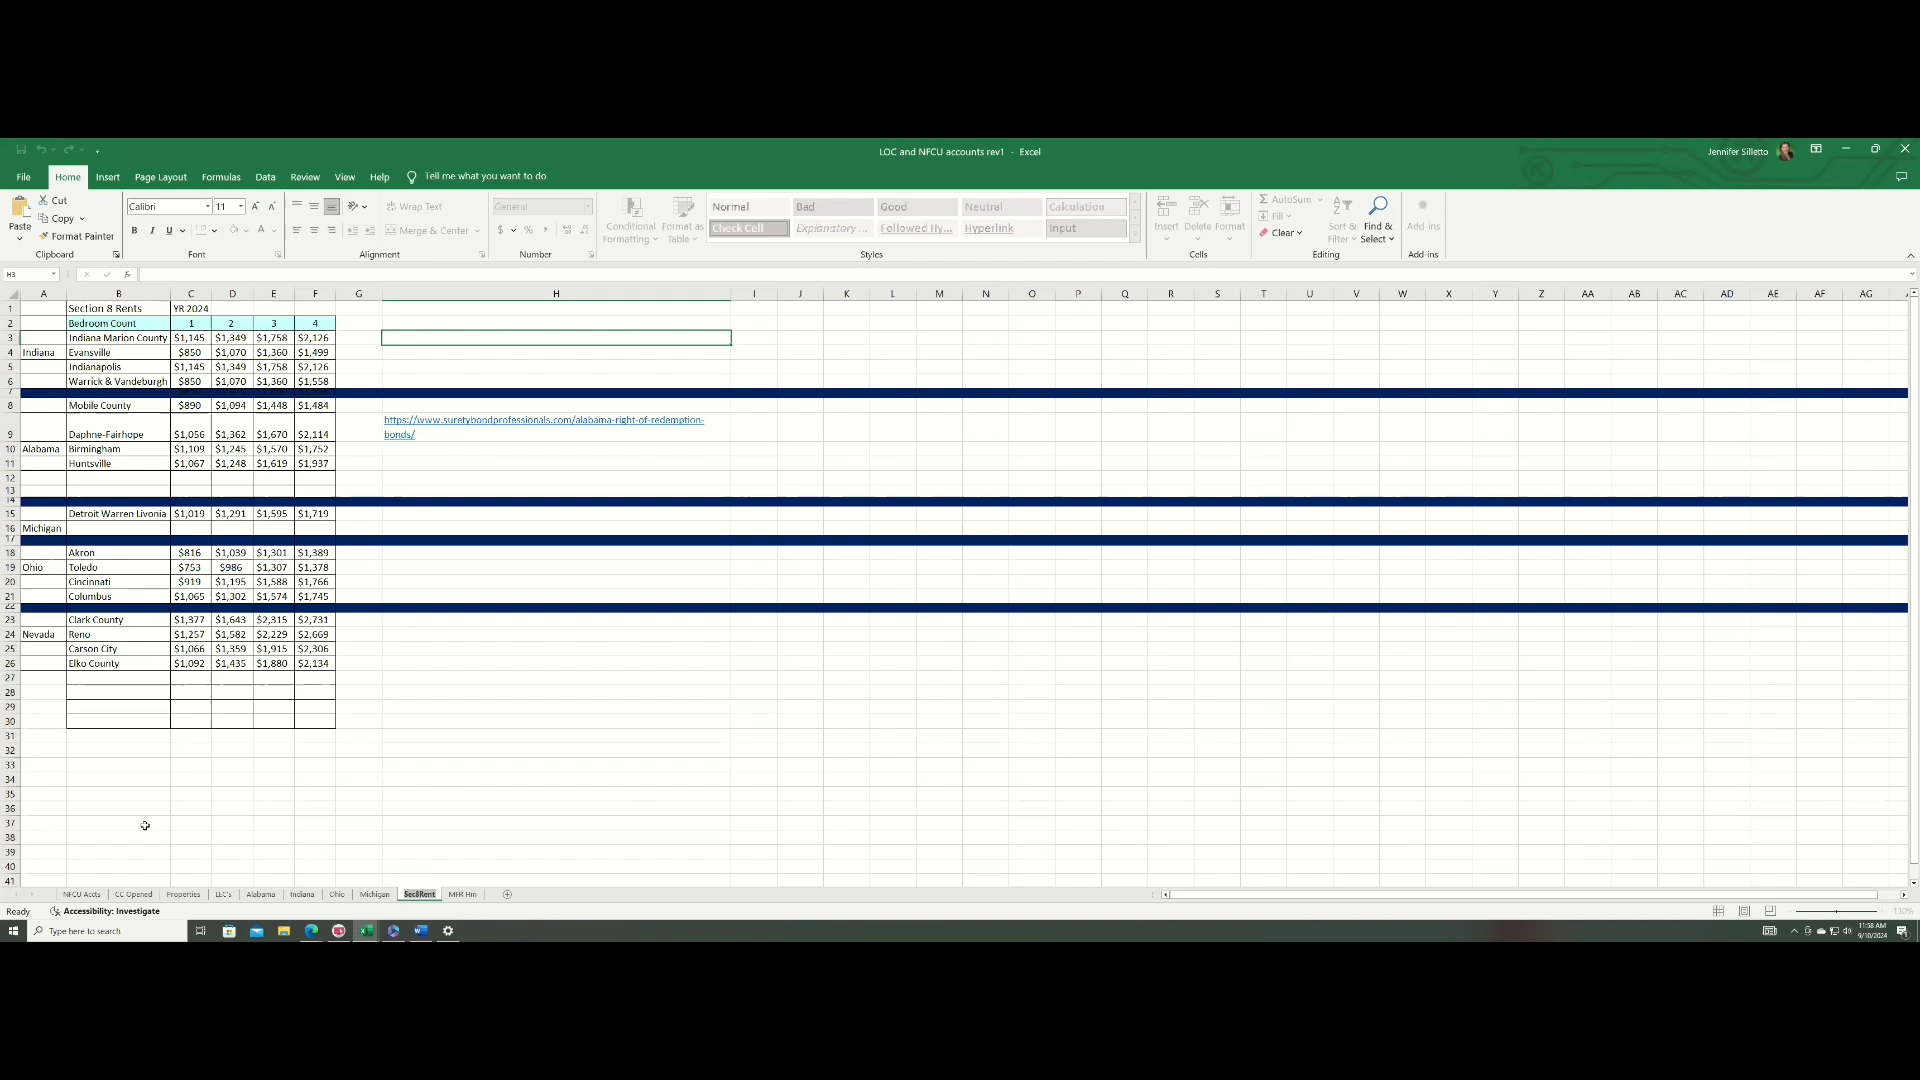 LOC and NFCU accounts rev1 - Excel
Jennifer Silletto
File Home Insert Page Layout Formulas Data Review View Help Tell me what you want to do
Paste
Cut
Copy
Format Painter
Clipboard
Calibri 11
B I U
Font
Wrap Text
Merge & Center
Alignment
General
$ % ,
Number
Conditional Formatting
Format as Table
Normal Bad Good Neutral Calculation
Check Cell Explanatory ... Followed Hy... Hyperlink Input
Styles
Insert Delete Format
Cells
AutoSum
Fill
Clear
Sort & Filter
Find & Select
Editing
Add-ins
Add-ins
H3 fx
A B C D E F G H I J K L M N O P Q R S T U V W X Y Z AA AB AC AD AE AF AG
1 Section 8 Rents YR 2024
2 Bedroom Count 1 2 3 4
3 Indiana Marion County $1,145 $1,349 $1,758 $2,126
4 Indiana Evansville $850 $1,070 $1,360 $1,499
5 Indianapolis $1,145 $1,349 $1,758 $2,126
6 Warrick & Vandeburgh $850 $1,070 $1,360 $1,558
7
8 Mobile County $890 $1,094 $1,448 $1,484
https://www.suretybondprofessionals.com/alabama-right-of-redemption-
bonds/
9 Daphne-Fairhope $1,056 $1,362 $1,670 $2,114
10 Alabama Birmingham $1,109 $1,245 $1,570 $1,752
11 Huntsville $1,067 $1,248 $1,619 $1,937
12
13
14
15 Detroit Warren Livonia $1,019 $1,291 $1,595 $1,719
16 Michigan
17
18 Akron $816 $1,039 $1,301 $1,389
19 Ohio Toledo $753 $986 $1,307 $1,378
20 Cincinnati $919 $1,195 $1,588 $1,766
21 Columbus $1,065 $1,302 $1,574 $1,745
22
23 Clark County $1,377 $1,643 $2,315 $2,731
24 Nevada Reno $1,257 $1,582 $2,229 $2,669
25 Carson City $1,066 $1,359 $1,915 $2,306
26 Elko County $1,092 $1,435 $1,880 $2,134
27
28
29
30
31
32
33
34
35
36
37
38
39
40
41
NFCU Accts CC Opened Properties LLC's Alabama Indiana Ohio Michigan Sec8Rent MFR Hm
Ready Accessibility: Investigate 130%
Type here to search
11:38 AM
9/10/2024